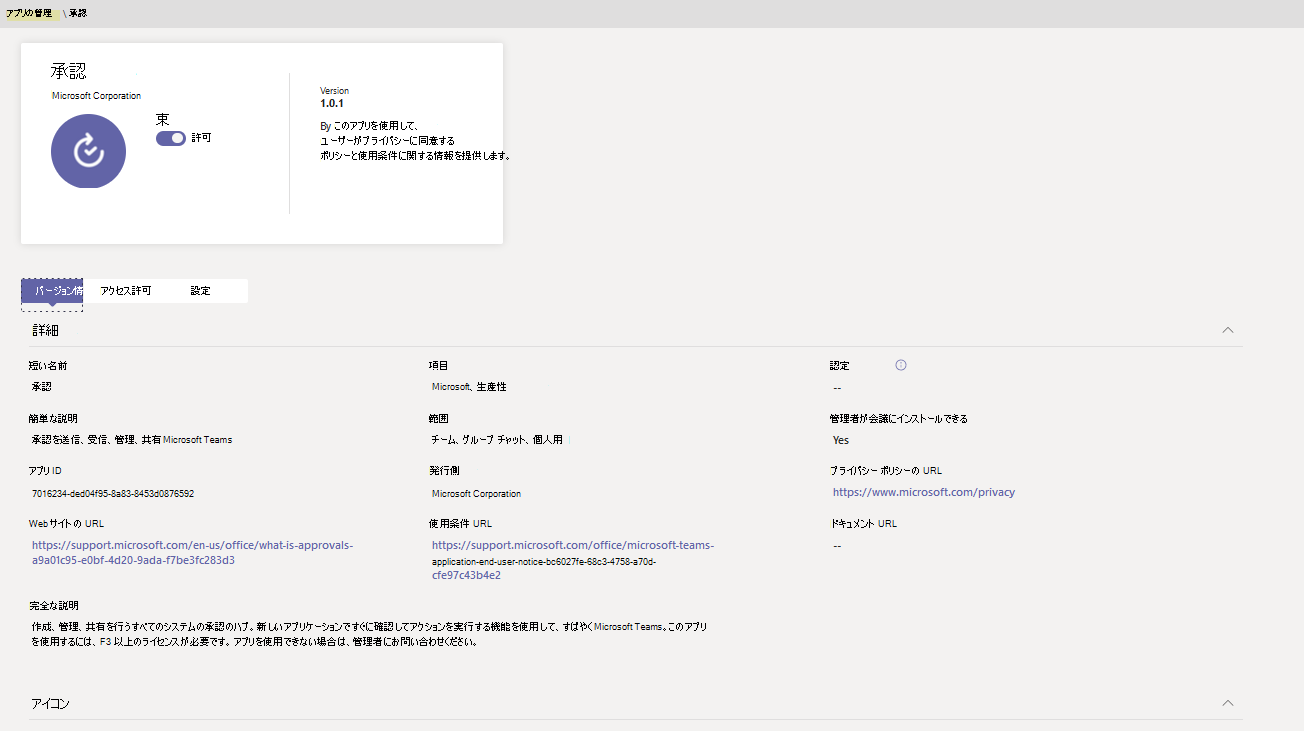 アプリの管理 \ 承認
承認
Microsoft Corporation
束
許可
Version
1.0.1
By このアプリを使用して、
ユーザーがプライバシーに同意する
ポリシーと使用条件に関する情報を提供します。
バージョン情
アクセス許可
設定
詳細
短い名前
承認
項目
Microsoft、生産性
認定
--
簡単な説明
承認を送信、受信、管理、共有 Microsoft Teams
範囲
チーム、グループ チャット、個人用
管理者が会議にインストールできる
Yes
アプリ ID
7016234-ded04f95-8a83-8453d0876592
発行側
Microsoft Corporation
プライバシー ポリシーの URL
https://www.microsoft.com/privacy
Webサイトの URL
https://support.microsoft.com/en-us/office/what-is-approvals-
a9a01c95-e0bf-4d20-9ada-f7be3fc283d3
使用条件 URL
https://support.microsoft.com/office/microsoft-teams-
application-end-user-notice-bc6027fe-68c3-4758-a70d-
cfe97c43b4e2
ドキュメント URL
--
完全な説明
作成、管理、共有を行うすべてのシステムの承認のハブ。新しいアプリケーションですぐに確認してアクションを実行する機能を使用して、すばやく Microsoft Teams。このアプリ
を使用するには、F3 以上のライセンスが必要です。アプリを使用できない場合は、管理者にお問い合わせください。
アイコン